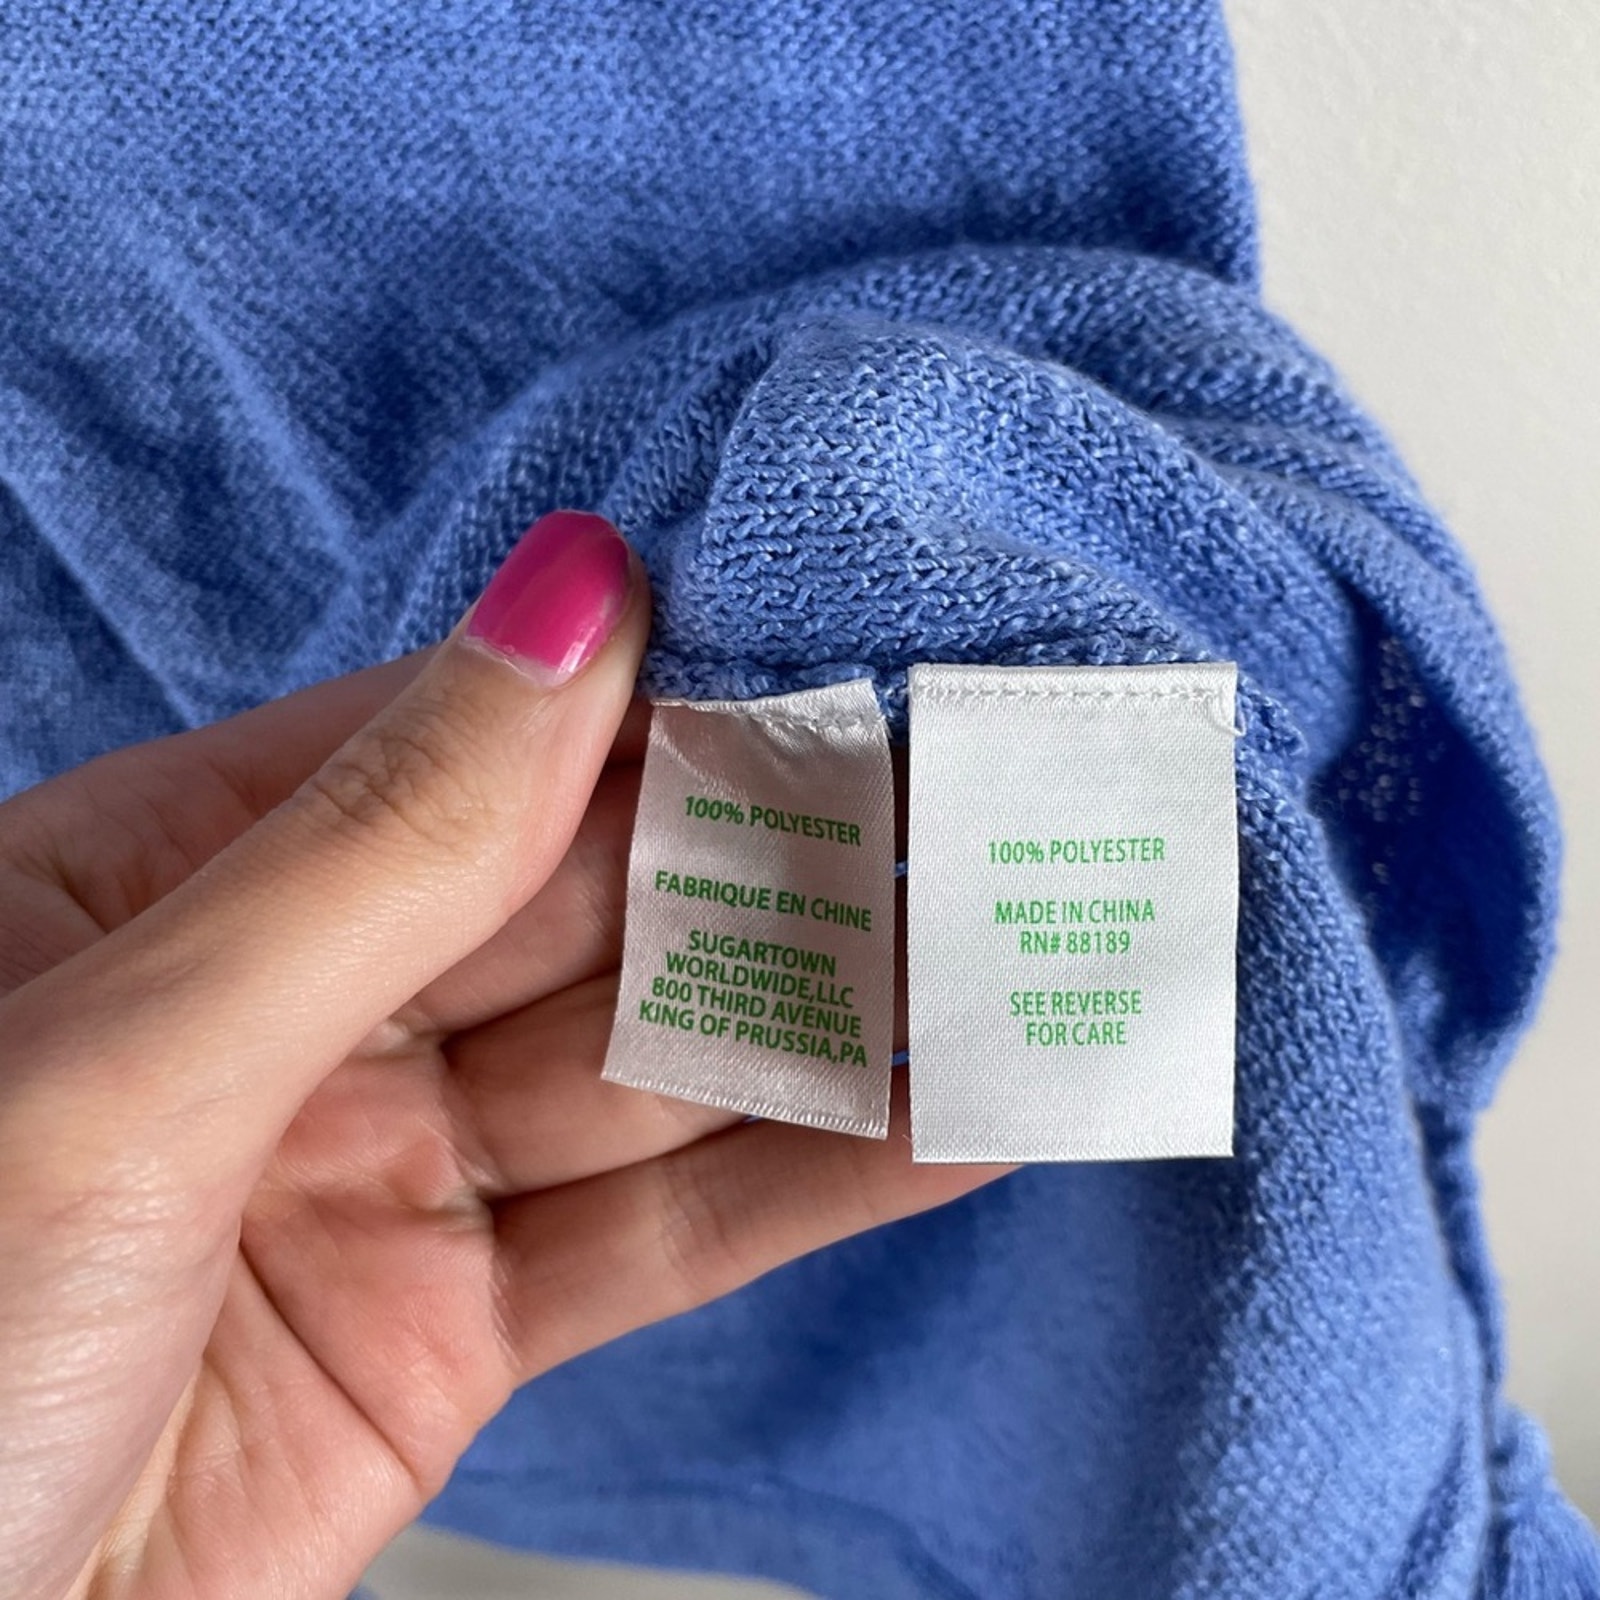 100% POLYESTER
FABRIQUE EN CHINE
SUGARTOWN
WORLDWIDE,LLC
800 THIRD AVENUE
KING OF PRUSSIA,PA
100% POLYESTER
MADE IN CHINA
RN# 88189
SEE REVERSE
FOR CARE